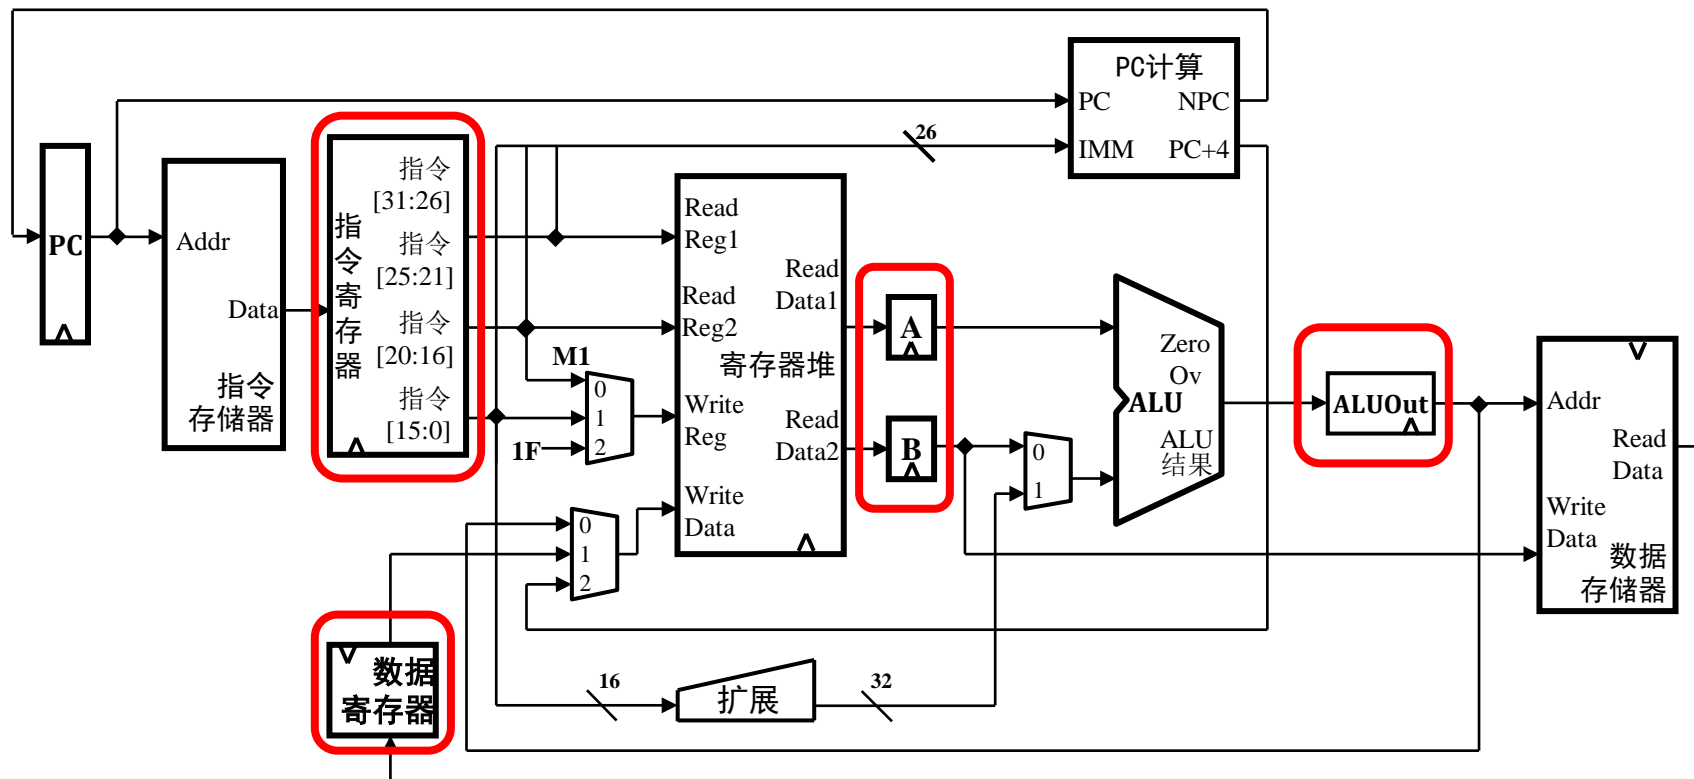 PC计算
PC
NPC
26
IMM
PC+4
PC
Addr
Data
指令
存储器
指令寄存器
指令
[31:26]
指令
[25:21]
指令
[20:16]
指令
[15:0]
M1
0
1
2
1F
Read
Reg1
Read
Reg2
Write
Reg
Write
Data
Read
Data1
寄存器堆
Read
Data2
0
1
2
A
B
0
1
Zero
Ov
ALU
ALU
结果
ALUOut
Addr
Read
Data
Write
Data
数据
存储器
数据
寄存器
16
扩展
32